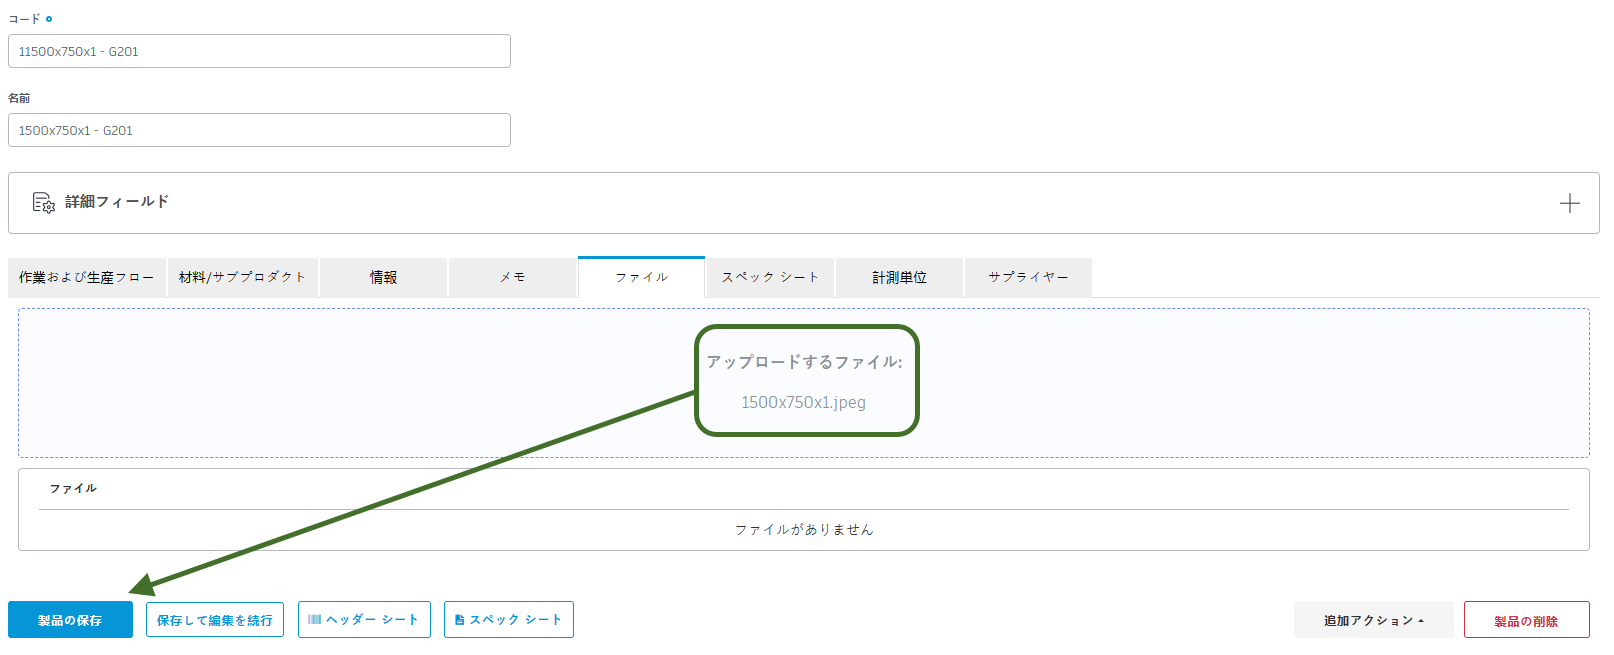 コード
11500x750x1 - G201
名前
1500x750x1 - G201
詳細フィールド
作業および生産フロー 材料/サブプロダクト 情報 メモ ファイル スペック シート 計測単位 サプライヤー
アップロードするファイル:
1500x750x1.jpeg
ファイル
ファイルがありません
製品の保存 保存して編集を続行 ヘッダー シート スペック シート 追加アクション 製品の削除